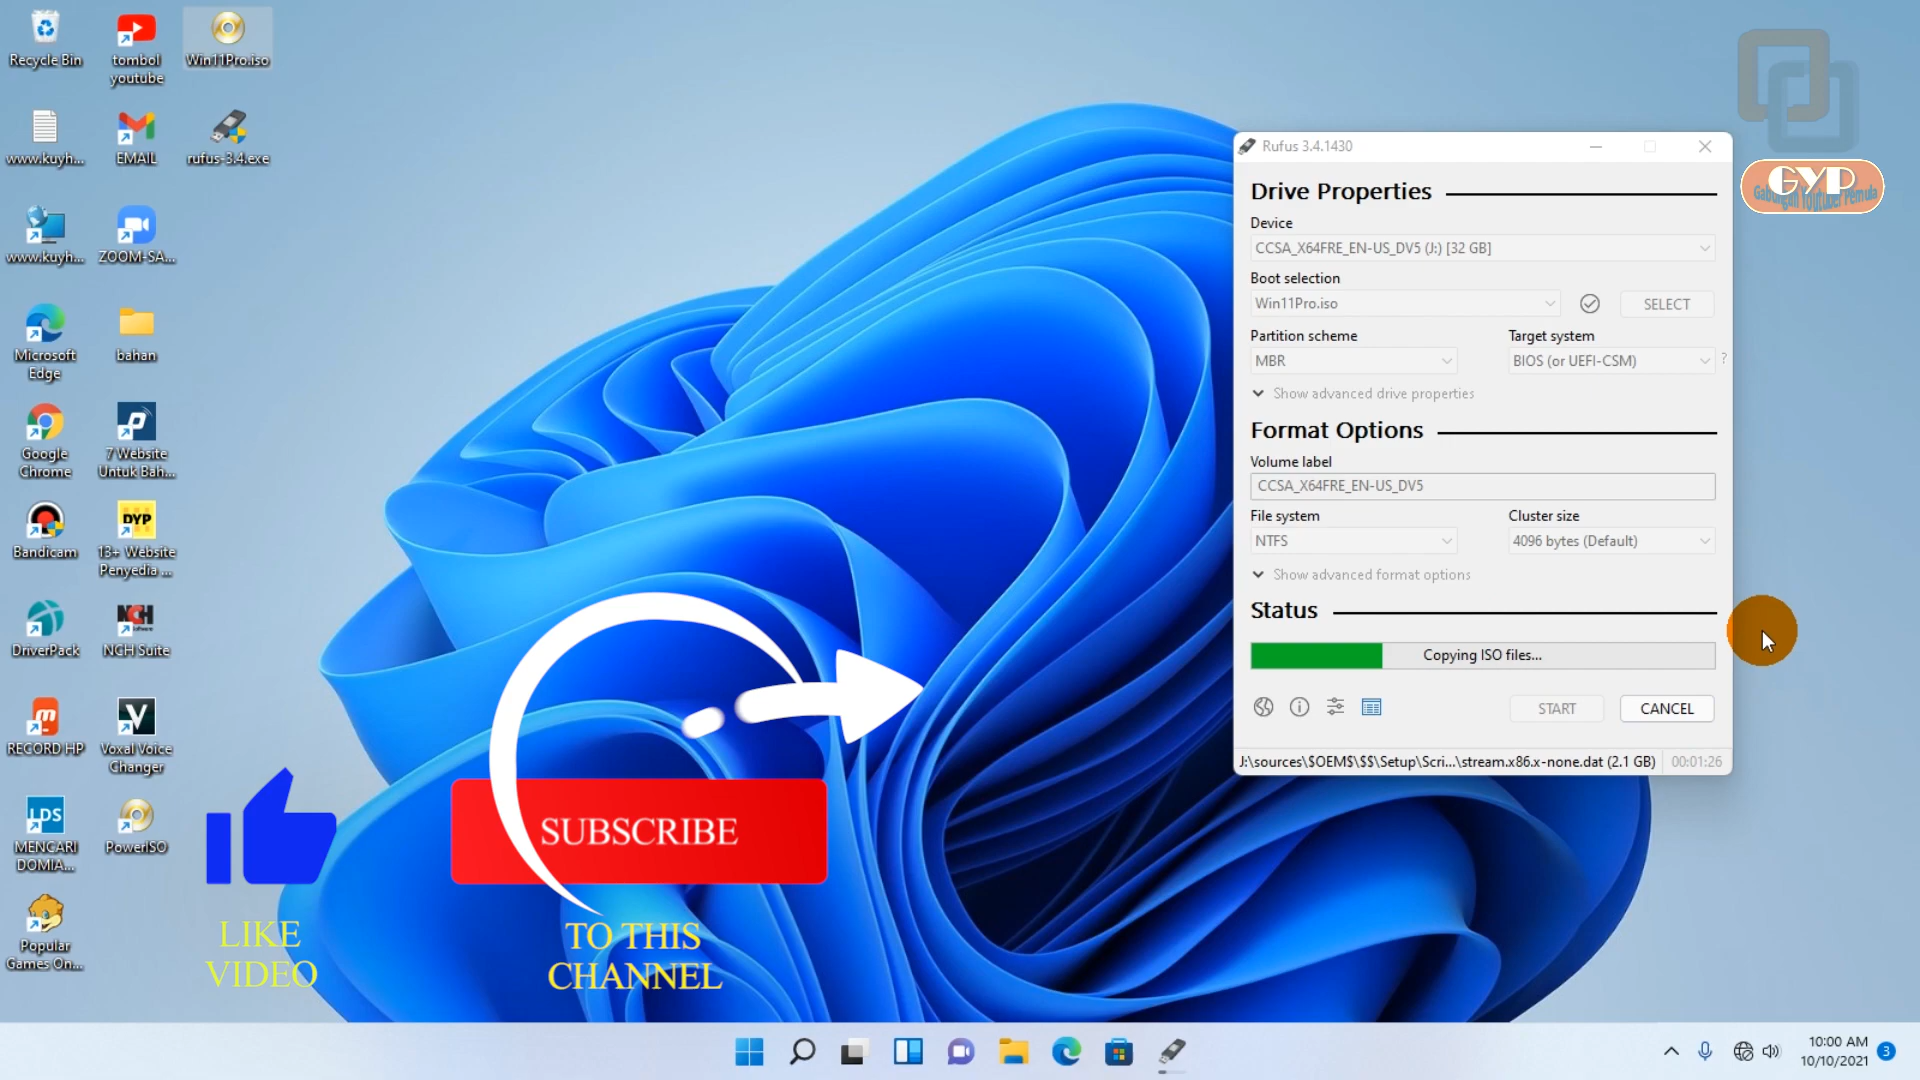 Recycle Bin
tombol
youtube
Win11Pro.iso
www.kuyh...
EMAIL
rufus-3.4.exe
www.kuyh...
ZOOM-SA...
Microsoft
Edge
bahan
Google
Chrome
7 Website
Untuk Bah...
Bandicam
DYP
13+ Website
Penyedia ...
DriverPack
NCH
Software
NCH Suite
RECORD HP
Voxal Voice
Changer
LDS
MENCARI
DOMIA...
PowerISO
Popular
Games On...
LIKE
VIDEO
SUBSCRIBE
TO THIS
CHANNEL
GYP
Gabungan Youtuber Pemula
Rufus 3.4.1430
Drive Properties
Device
CCSA_X64FRE_EN-US_DV5 (J:) [32 GB]
Boot selection
Win11Pro.iso
SELECT
Partition scheme
Target system
MBR
BIOS (or UEFI-CSM)
?
Show advanced drive properties
Format Options
Volume label
CCSA_X64FRE_EN-US_DV5
File system
Cluster size
NTFS
4096 bytes (Default)
Show advanced format options
Status
Copying ISO files...
START
CANCEL
J:\sources\$OEM$\$$\Setup\Scri...\stream.x86.x-none.dat (2.1 GB)
00:01:26
10:00 AM
10/10/2021
3